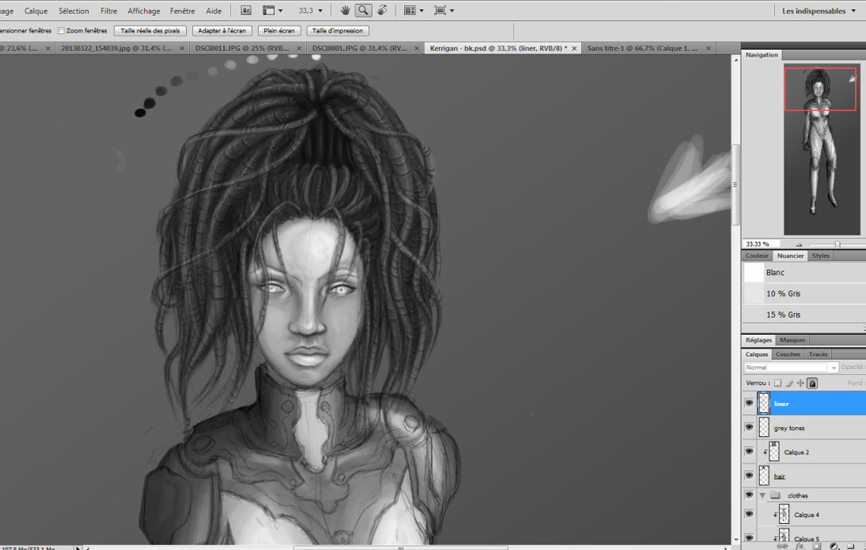 age Calque Sélection Filtre Affichage Fenêtre Aide 33,3 Les indispensables
ensionner fenêtres Zoom fenêtres Taille réelle des pixels Adapter à l'écran Plein écran Taille d'impression
@ 23,6% (... × 20130322_154039.jpg @ 31,4% (... × DSCI0011.JPG @ 25% (RVB... × DSCI0001.JPG @ 31,4% (RVB... × Kerrigan - bk.psd @ 33,3% (liner, RVB/8) * × Sans titre-1 @ 66,7% (Calque 1, ... ×
Navigation
33.33 %
Couleur Nuancier Styles
Blanc
10 % Gris
15 % Gris
Réglages Masques
Calques Couches Tracés
Normal Opacité
Verrou : Fond
liner
grey tones
Calque 2
hair
clothes
Calque 4
Calque 5